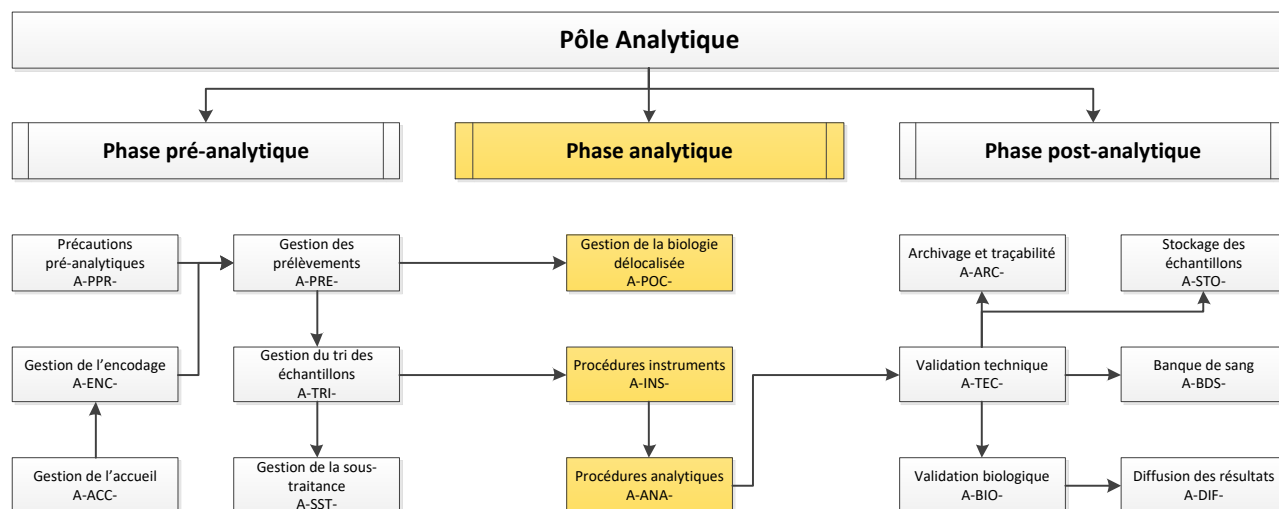 Pôle Analytique
Phase pré-analytique
Phase analytique
Phase post-analytique
Précautions
pré-analytiques
A-PPR-
Gestion des
prélèvements
A-PRE-
Gestion de la biologie
délocalisée
A-POC-
Archivage et traçabilité
A-ARC-
Stockage des
échantillons
A-STO-
Gestion de l’encodage
A-ENC-
Gestion du tri des
échantillons
A-TRI-
Procédures instruments
A-INS-
Validation technique
A-TEC-
Banque de sang
A-BDS-
Gestion de l’accueil
A-ACC-
Gestion de la sous-
traitance
A-SST-
Procédures analytiques
A-ANA-
Validation biologique
A-BIO-
Diffusion des résultats
A-DIF-